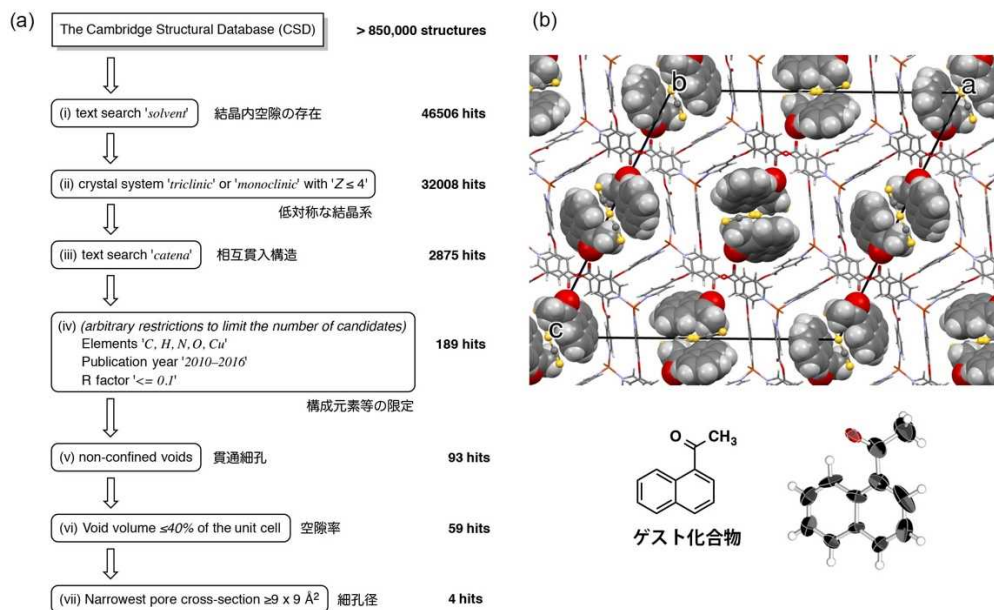 (a)
The Cambridge Structural Database (CSD) > 850,000 structures
(i) text search 'solvent' 結晶内空隙の存在 46506 hits
(ii) crystal system 'triclinic' or 'monoclinic' with 'Z ≤ 4' 32008 hits
低対称な結晶系
(iii) text search 'catena' 相互貫入構造 2875 hits
(iv) (arbitrary restrictions to limit the number of candidates)
Elements 'C, H, N, O, Cu' 189 hits
Publication year '2010–2016'
R factor '<= 0.1'
構成元素等の限定
(v) non-confined voids 貫通細孔 93 hits
(vi) Void volume ≤40% of the unit cell 空隙率 59 hits
(vii) Narrowest pore cross-section ≥9 x 9 Å² 細孔径 4 hits
(b)
b a
c
O CH₃
ゲスト化合物